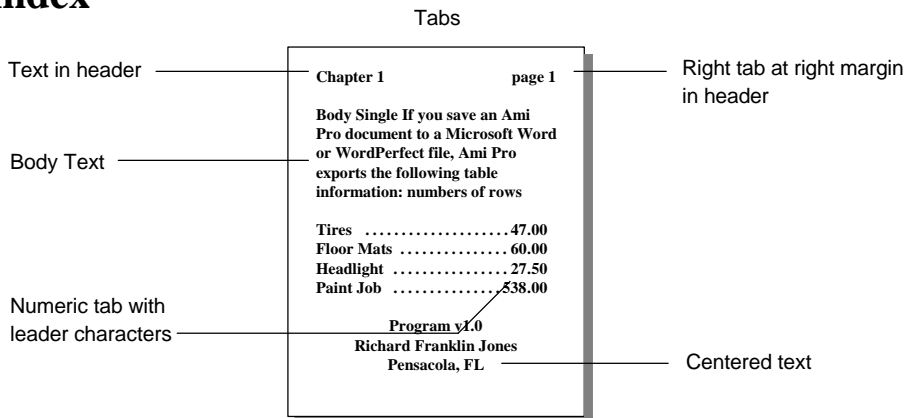 Tabs
Text in header
Chapter 1 page 1
Right tab at right margin
in header
Body Single If you save an Ami
Pro document to a Microsoft Word
or WordPerfect file, Ami Pro
exports the following table
information: numbers of rows
Body Text
Tires ....................47.00
Floor Mats ...............60.00
Headlight ................27.50
Paint Job ...............538.00
Numeric tab with
leader characters
Program v1.0
Richard Franklin Jones
Pensacola, FL
Centered text